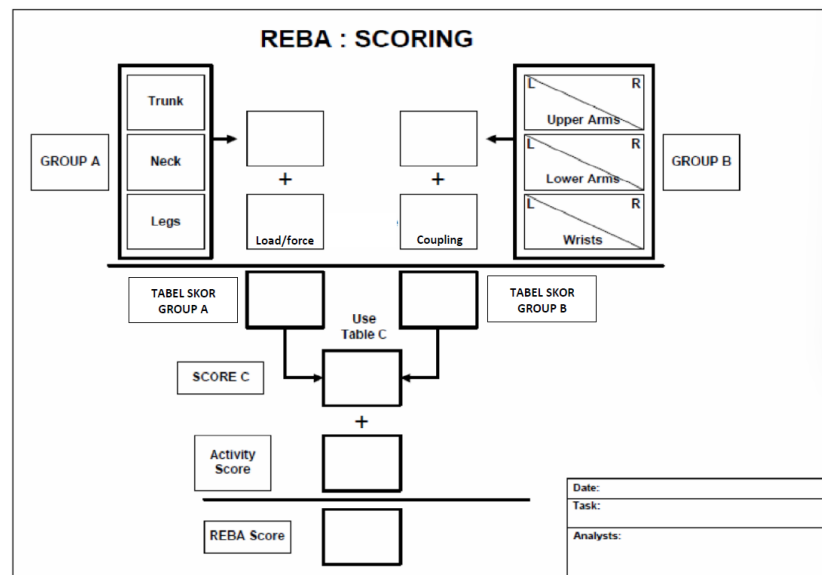 REBA : SCORING
Trunk
Neck
Legs
GROUP A
+
Load/force
+
Coupling
L R
Upper Arms
L R
Lower Arms
L R
Wrists
GROUP B
TABEL SKOR
GROUP A
Use
Table C
TABEL SKOR
GROUP B
SCORE C
+
Activity
Score
REBA Score
Date:
Task:
Analysts: